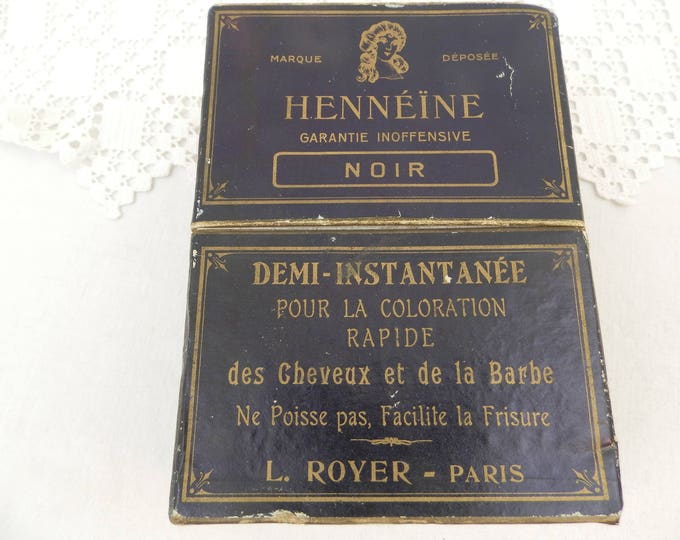 MARQUE DÉPOSÉE
HENNÉÏNE
GARANTIE INOFFENSIVE
NOIR
DEMI-INSTANTANÉE
POUR LA COLORATION
RAPIDE
des Cheveux et de la Barbe
Ne Poisse pas, Facilite la Frisure
L. ROYER - PARIS